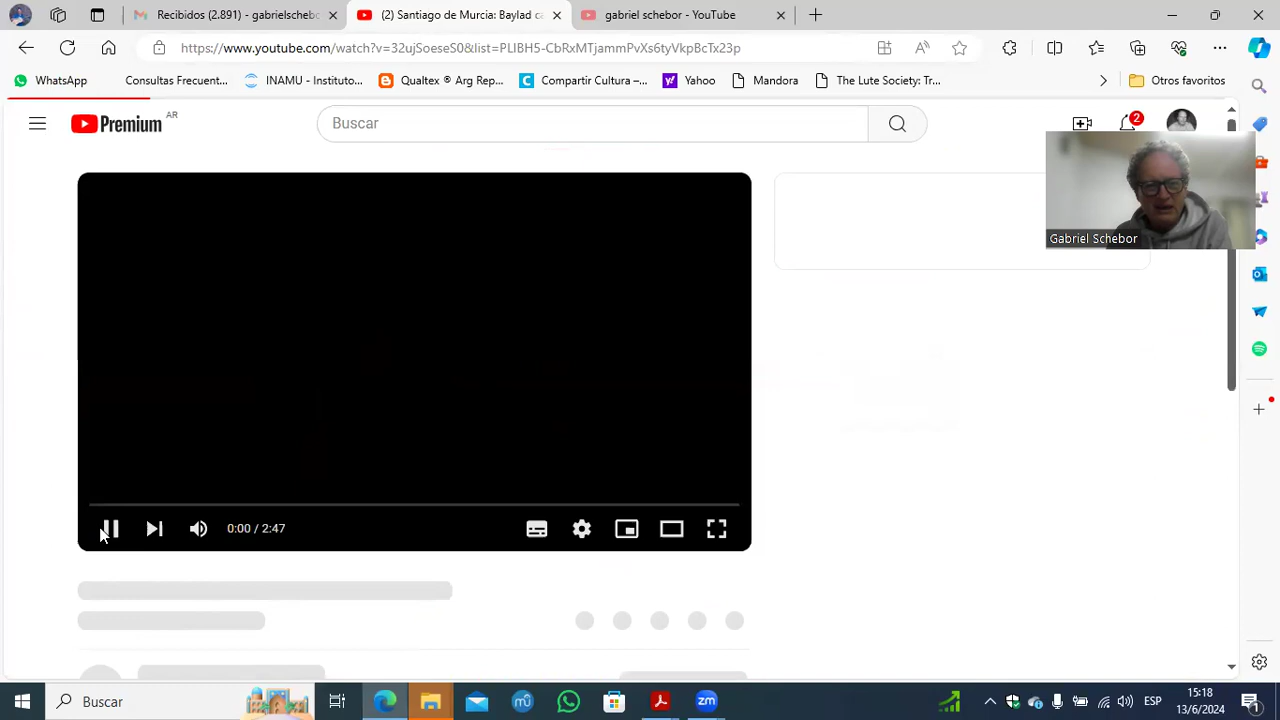 Recibidos (2.891) - gabrielschebo
(2) Santiago de Murcia: Baylad ca
gabriel schebor - YouTube
https://www.youtube.com/watch?v=32ujSoeseS0&list=PLIBH5-CbRxMTjammPvXs6tyVkpBcTx23p
WhatsApp
Consultas Frecuent...
INAMU - Instituto...
Qualtex ® Arg Rep...
Compartir Cultura –...
Yahoo
Mandora
The Lute Society: Tr...
Otros favoritos
Premium AR
Buscar
2
Gabriel Schebor
0:00 / 2:47
Buscar
ESP
15:18
13/6/2024
1